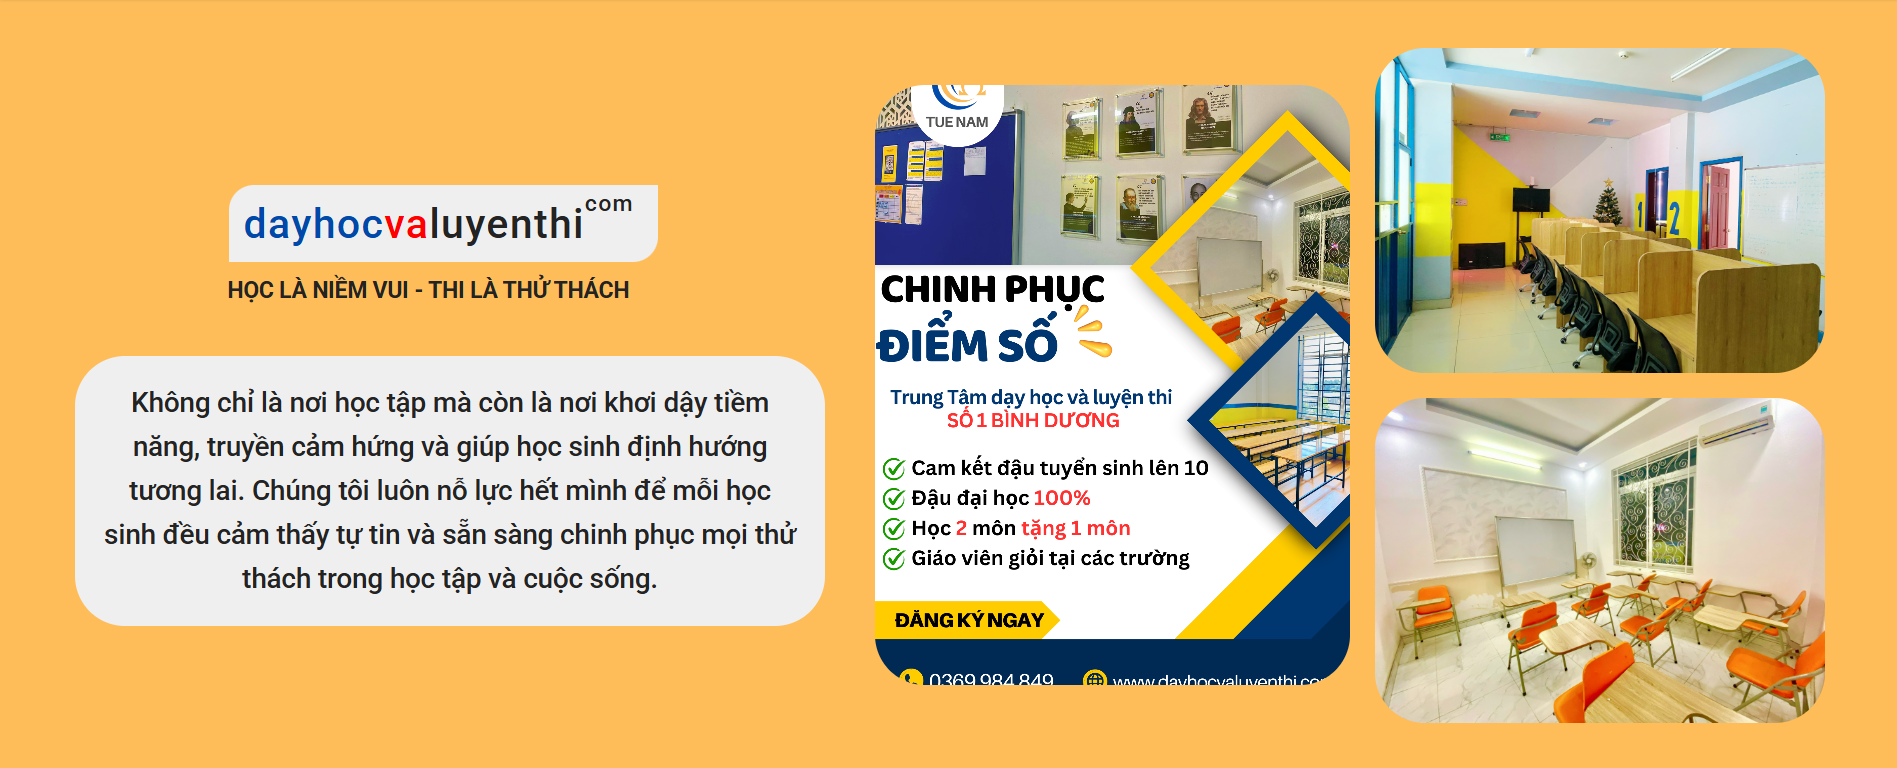 dayhocvaluyenthi com
HỌC LÀ NIỀM VUI - THI LÀ THỬ THÁCH
Không chỉ là nơi học tập mà còn là nơi khơi dậy tiềm
năng, truyền cảm hứng và giúp học sinh định hướng
tương lai. Chúng tôi luôn nỗ lực hết mình để mỗi học
sinh đều cảm thấy tự tin và sẵn sàng chinh phục mọi thử
thách trong học tập và cuộc sống.
TUE NAM
CHINH PHỤC
ĐIỂM SỐ
Trung Tâm dạy học và luyện thi
SỐ 1 BÌNH DƯƠNG
Cam kết đậu tuyển sinh lên 10
Đậu đại học 100%
Học 2 môn tặng 1 môn
Giáo viên giỏi tại các trường
ĐĂNG KÝ NGAY
0369 984 849
www.dayhocvaluyenthi.com
1
2